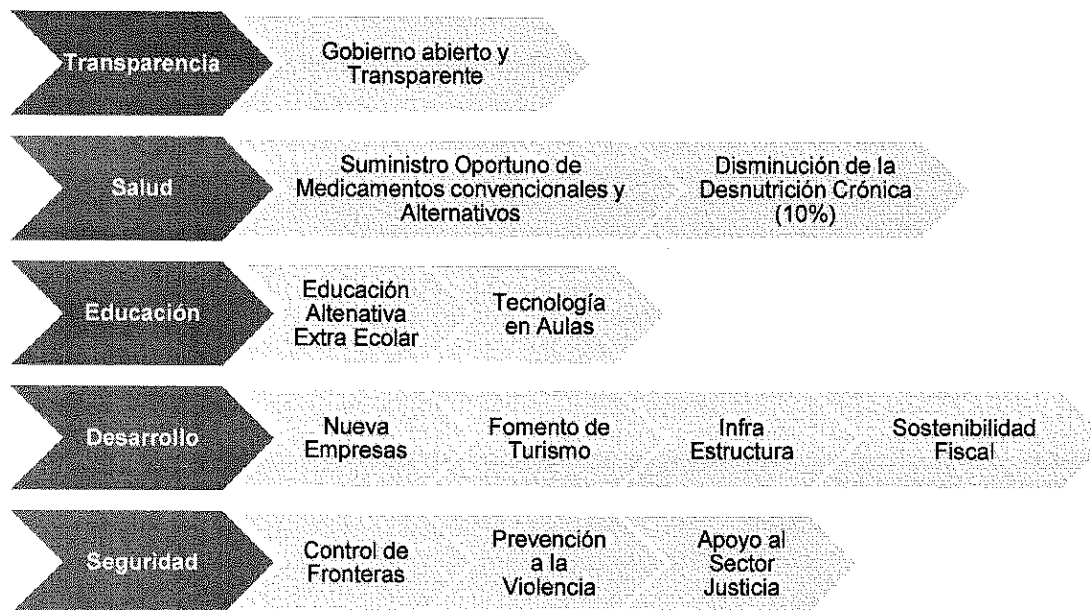 Transparencia
Gobierno abierto y
Transparente
Salud
Suministro Oportuno de
Medicamentos convencionales y
Alternativos
Disminución de la
Desnutrición Crónica
(10%)
Educación
Educación
Altenativa
Extra Ecolar
Tecnología
en Aulas
Desarrollo
Nueva
Empresas
Fomento de
Turismo
Infra
Estructura
Sostenibilidad
Fiscal
Seguridad
Control de
Fronteras
Prevención
a la
Violencia
Apoyo al
Sector
Justicia